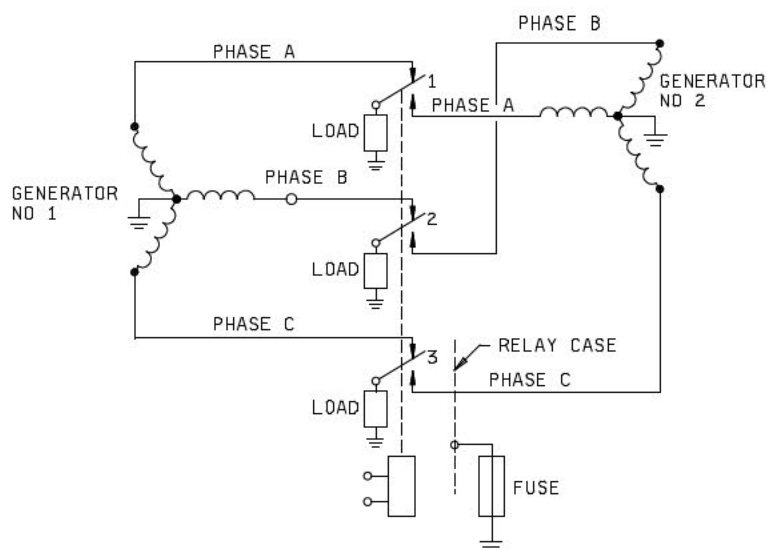 PHASE B
PHASE A
1
GENERATOR
NO 2
PHASE A
LOAD
PHASE B
GENERATOR
NO 1
2
LOAD
PHASE C
3
RELAY CASE
PHASE C
LOAD
FUSE